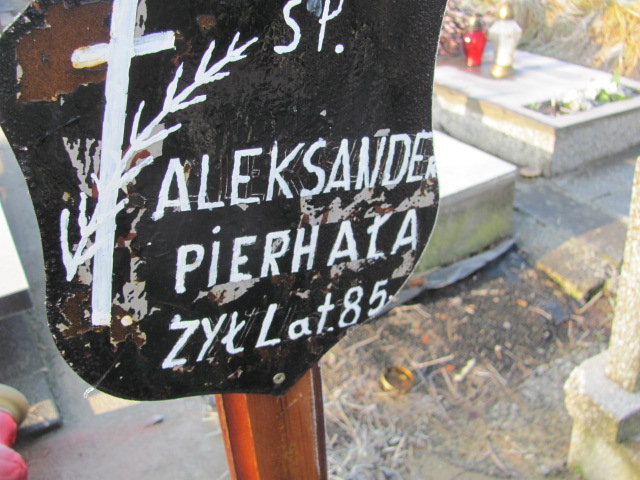 ŚP.
ALEKSANDER
PiERHAŁA
ŻYŁ Lat. 85.